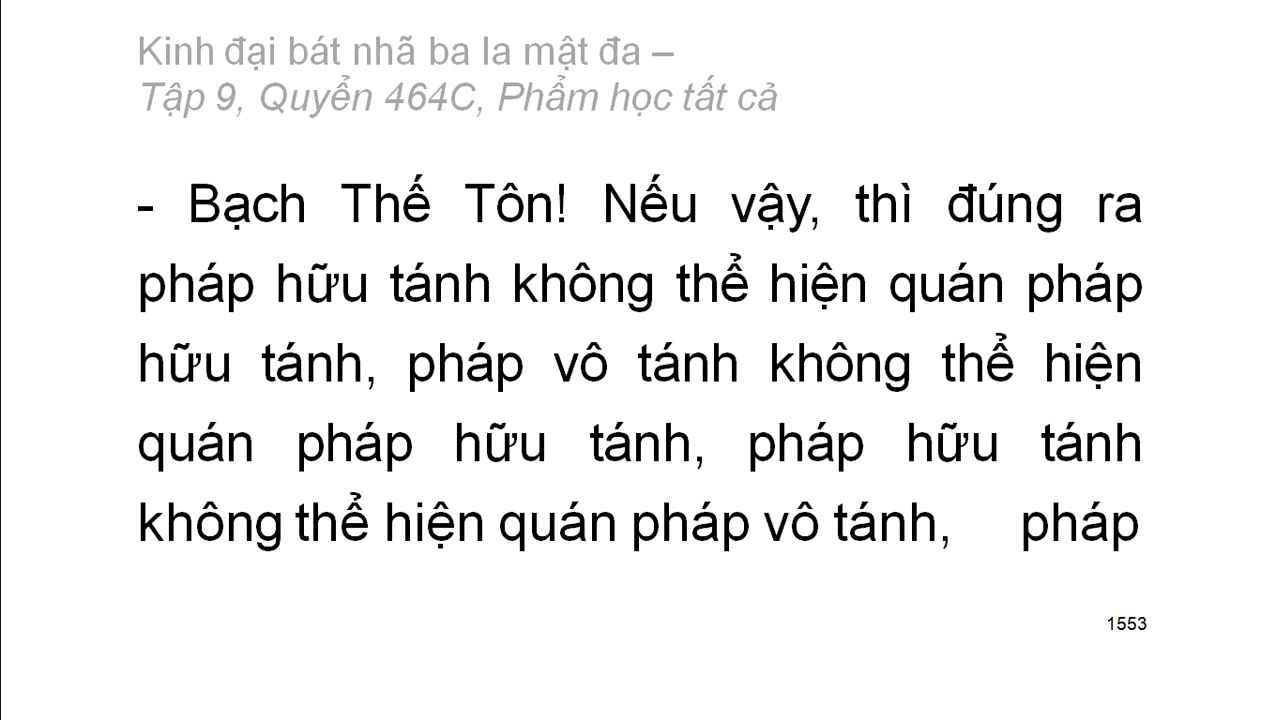 Kinh đại bát nhã ba la mật đa –
Tập 9, Quyển 464C, Phẩm học tất cả
- Bạch Thế Tôn! Nếu vậy, thì đúng ra
pháp hữu tánh không thể hiện quán pháp
hữu tánh, pháp vô tánh không thể hiện
quán pháp hữu tánh, pháp hữu tánh
không thể hiện quán pháp vô tánh, pháp
1553